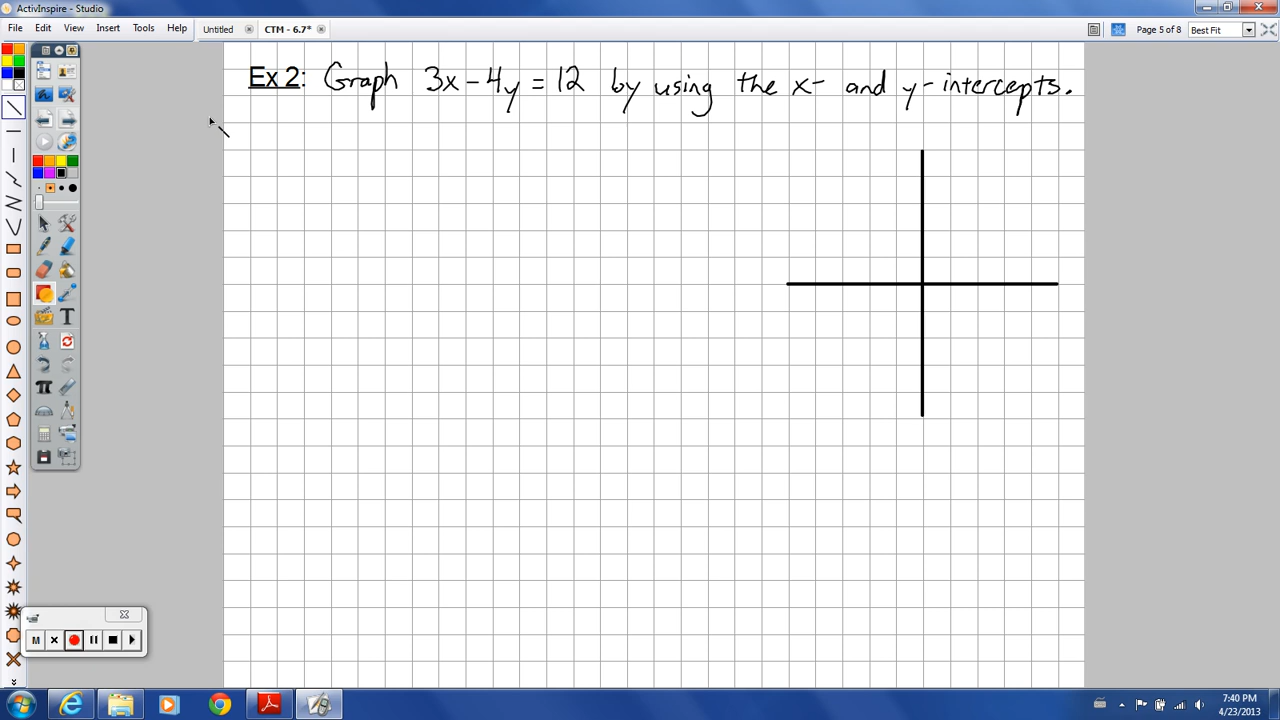 ActivInspire - Studio
File Edit View Insert Tools Help Untitled CTM - 6.7* Page 5 of 8 Best Fit
Ex 2: Graph 3x - 4y = 12 by using the x- and y-intercepts.
T
M
7:40 PM
4/23/2013